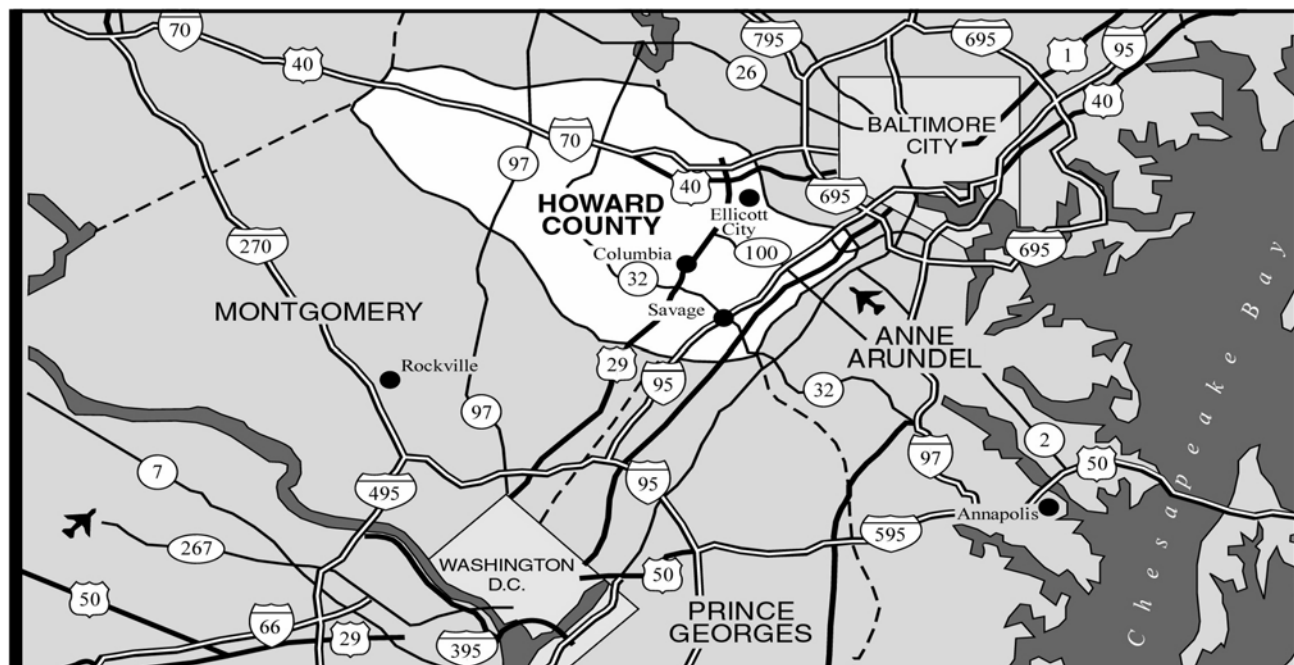 70
795
695
1
95
40
26
40
BALTIMORE
CITY
70
97
40
695
HOWARD
COUNTY
Ellicott
City
270
100
695
Columbia
32
MONTGOMERY
Savage
ANNE
ARUNDEL
Chesapeake Bay
Rockville
29
95
32
97
2
50
7
97
495
95
Annapolis
267
595
WASHINGTON
D.C.
50
50
PRINCE
GEORGES
66
29
395